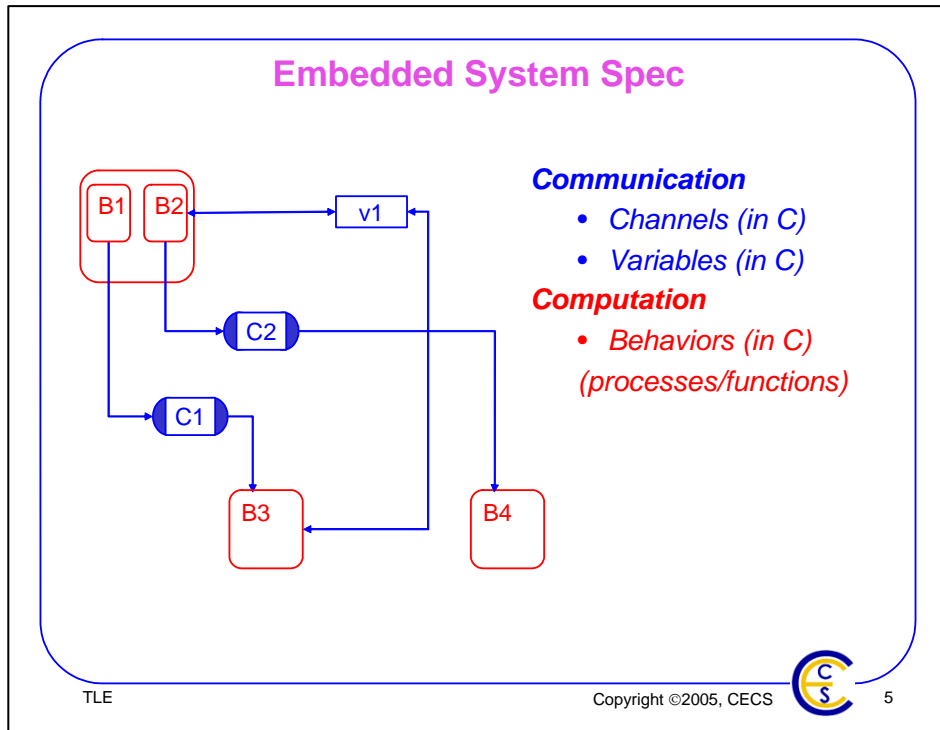 Embedded System Spec
B1
B2
v1
C2
C1
B3
B4
Communication
• Channels (in C)
• Variables (in C)
Computation
• Behaviors (in C)
(processes/functions)
TLE
Copyright ©2005, CECS
C
S
5